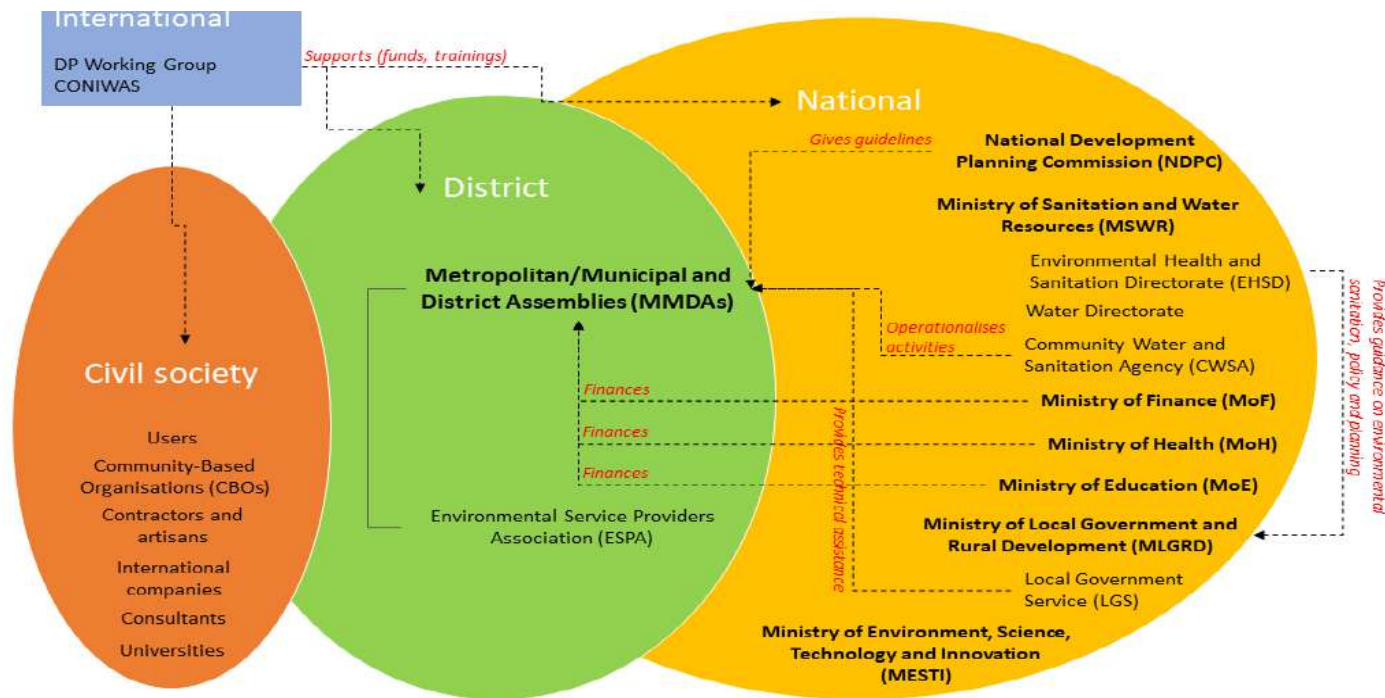 International
DP Working Group
CONIWAS
Supports (funds, trainings)
National
Gives guidelines
National Development
Planning Commission (NDPC)
Ministry of Sanitation and Water
Resources (MSWR)
Environmental Health and
Sanitation Directorate (EHSD)
Water Directorate
Operationalises
activities
Community Water and
Sanitation Agency (CWSA)
Ministry of Finance (MoF)
Ministry of Health (MoH)
Ministry of Education (MoE)
Ministry of Local Government and
Rural Development (MLGRD)
Local Government
Service (LGS)
Ministry of Environment, Science,
Technology and Innovation
(MESTI)
Provides guidance on environmental
sanitation, policy and planning
Provides technical assistance
District
Metropolitan/Municipal and
District Assemblies (MMDAs)
Finances
Finances
Finances
Environmental Service Providers
Association (ESPA)
Civil society
Users
Community-Based
Organisations (CBOs)
Contractors and
artisans
International
companies
Consultants
Universities